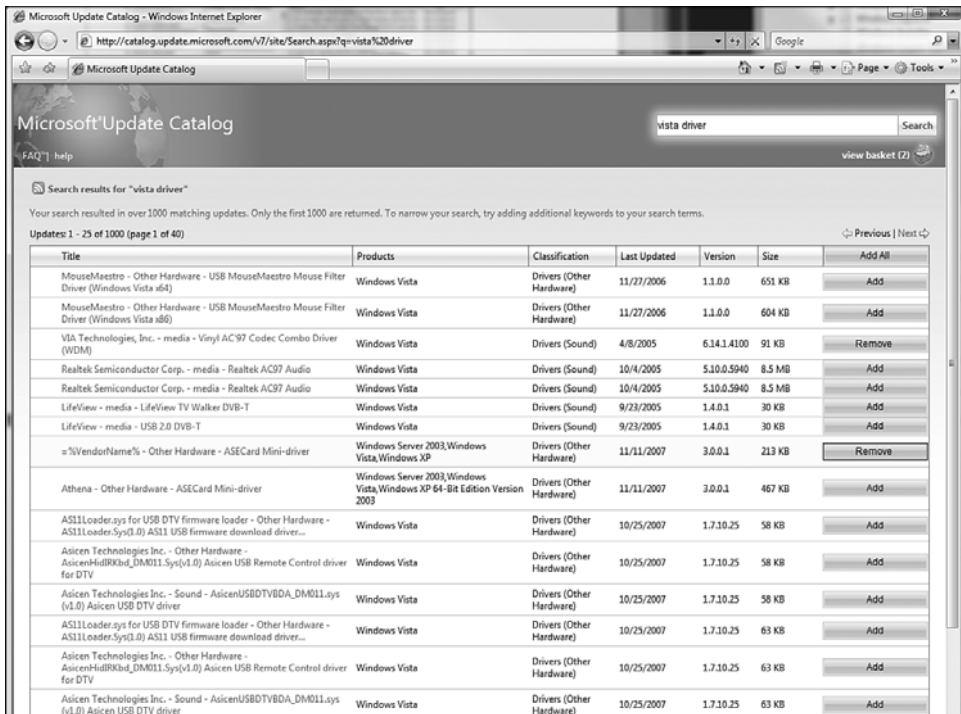 Microsoft Update Catalog - Windows Internet Explorer
http://catalog.update.microsoft.com/v7/site/Search.aspx?q=vista%20driver
Google
Microsoft Update Catalog
Page
Tools
Microsoft Update Catalog
vista driver
Search
FAQ | help
view basket (2)
Search results for "vista driver"
Your search resulted in over 1000 matching updates. Only the first 1000 are returned. To narrow your search, try adding additional keywords to your search terms.
Updates: 1 - 25 of 1000 (page 1 of 40)
Previous | Next
Title Products Classification Last Updated Version Size Add All
MouseMaestro - Other Hardware - USB MouseMaestro Mouse Filter
Driver (Windows Vista x64)
Windows Vista
Drivers (Other
Hardware)
11/27/2006 1.1.0.0 651 KB Add
MouseMaestro - Other Hardware - USB MouseMaestro Mouse Filter
Driver (Windows Vista x86)
Windows Vista
Drivers (Other
Hardware)
11/27/2006 1.1.0.0 604 KB Add
VIA Technologies, Inc. - media - Vinyl AC'97 Codec Combo Driver
(WDM)
Windows Vista Drivers (Sound) 4/8/2005 6.14.1.4100 91 KB Remove
Realtek Semiconductor Corp. - media - Realtek AC97 Audio Windows Vista Drivers (Sound) 10/4/2005 5.10.0.5940 8.5 MB Add
Realtek Semiconductor Corp. - media - Realtek AC97 Audio Windows Vista Drivers (Sound) 10/4/2005 5.10.0.5940 8.5 MB Add
LifeView - media - LifeView TV Walker DVB-T Windows Vista Drivers (Sound) 9/23/2005 1.4.0.1 30 KB Add
LifeView - media - USB 2.0 DVB-T Windows Vista Drivers (Sound) 9/23/2005 1.4.0.1 30 KB Add
=%VendorName% - Other Hardware - ASECard Mini-driver
Windows Server 2003,Windows
Vista,Windows XP
Drivers (Other
Hardware)
11/11/2007 3.0.0.1 213 KB Remove
Athena - Other Hardware - ASECard Mini-driver
Windows Server 2003,Windows
Vista,Windows XP 64-Bit Edition Version
2003
Drivers (Other
Hardware)
11/11/2007 3.0.0.1 467 KB Add
AS11Loader.sys for USB DTV firmware loader - Other Hardware -
AS11Loader.Sys(1.0) AS11 USB firmware download driver...
Windows Vista
Drivers (Other
Hardware)
10/25/2007 1.7.10.25 58 KB Add
Asicen Technologies Inc. - Other Hardware -
AsicenHidIRKbd_DM011.Sys(v1.0) Asicen USB Remote Control driver
for DTV
Windows Vista
Drivers (Other
Hardware)
10/25/2007 1.7.10.25 58 KB Add
Asicen Technologies Inc. - Sound - AsicenUSBDTVBDA_DM011.sys
(v1.0) Asicen USB DTV driver
Windows Vista
Drivers (Other
Hardware)
10/25/2007 1.7.10.25 58 KB Add
AS11Loader.sys for USB DTV firmware loader - Other Hardware -
AS11Loader.Sys(1.0) AS11 USB firmware download driver...
Windows Vista
Drivers (Other
Hardware)
10/25/2007 1.7.10.25 63 KB Add
Asicen Technologies Inc. - Other Hardware -
AsicenHidIRKbd_DM011.Sys(v1.0) Asicen USB Remote Control driver
for DTV
Windows Vista
Drivers (Other
Hardware)
10/25/2007 1.7.10.25 63 KB Add
Asicen Technologies Inc. - Sound - AsicenUSBDTVBDA_DM011.sys
(v1.0) Asicen USB DTV driver
Windows Vista
Drivers (Other
Hardware)
10/25/2007 1.7.10.25 63 KB Add